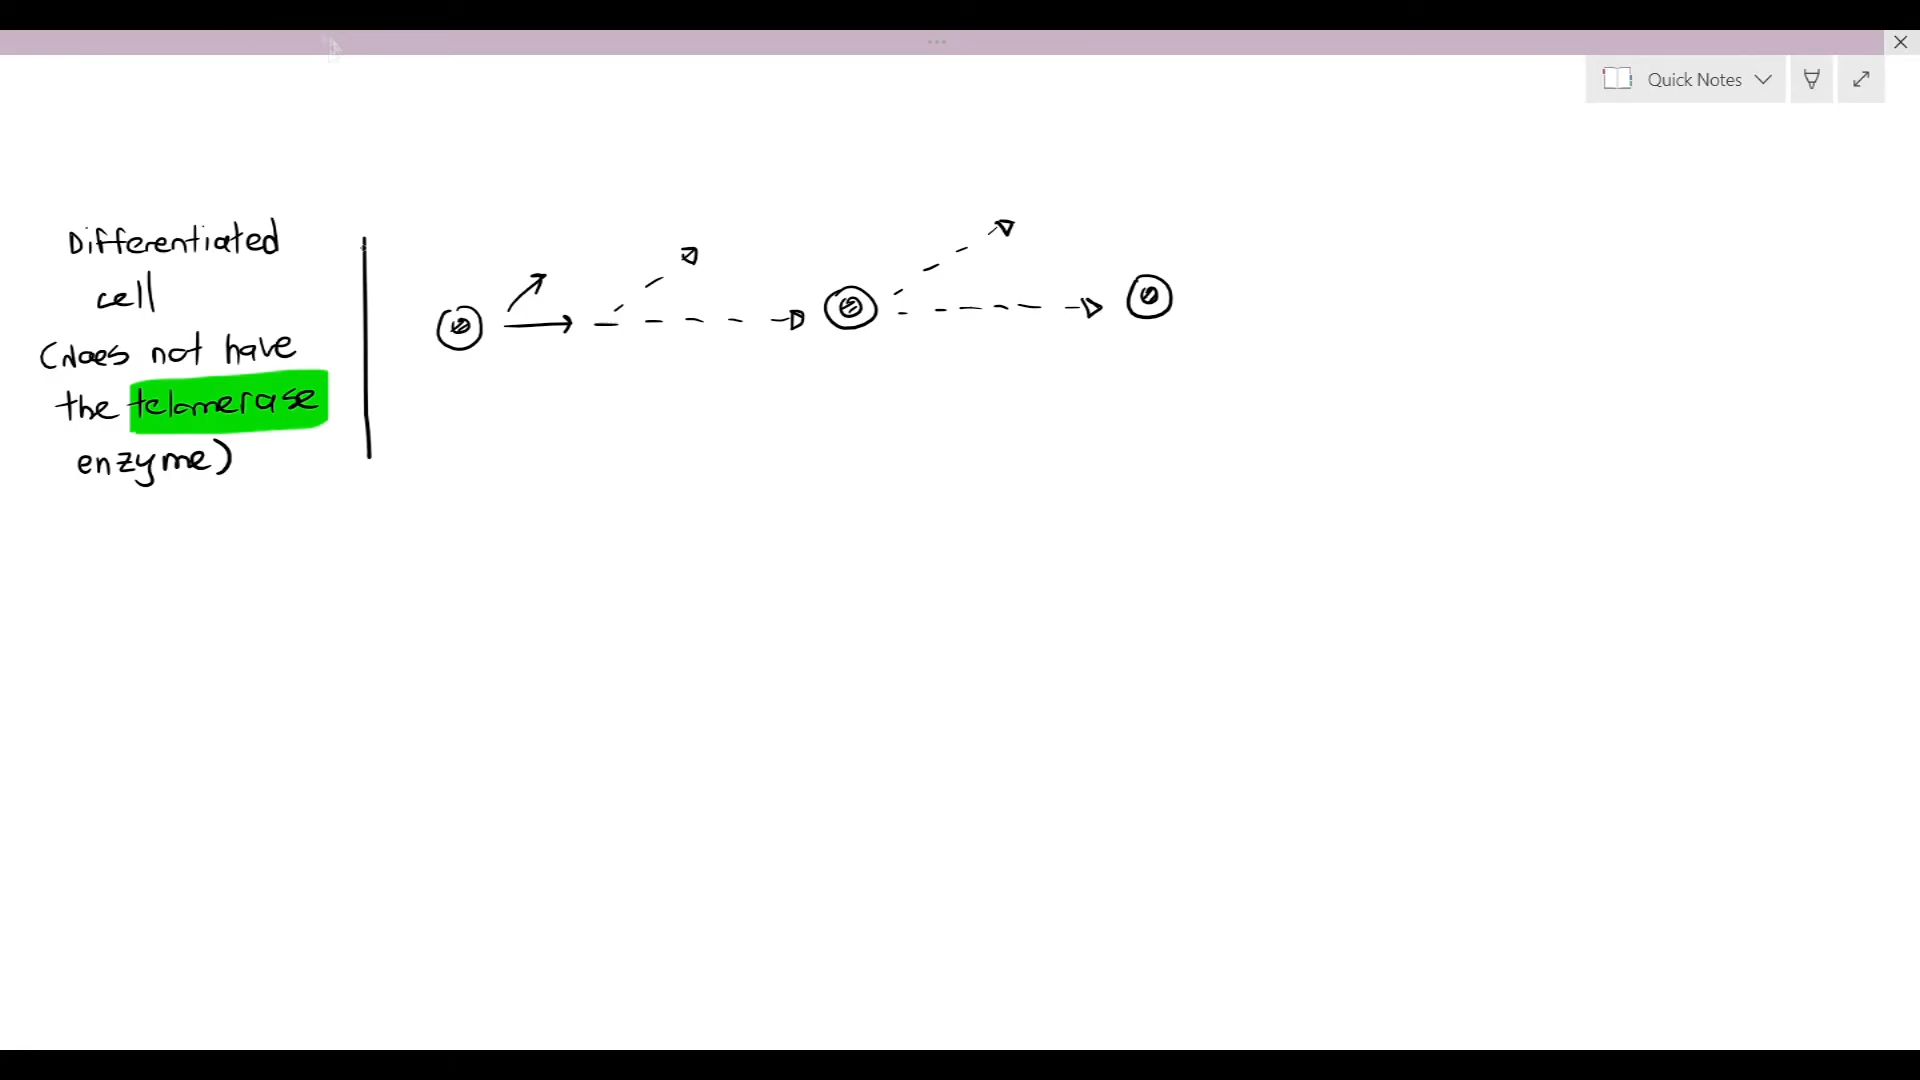 Quick Notes
Differentiated
cell
(does not have
the telomerase
enzyme)